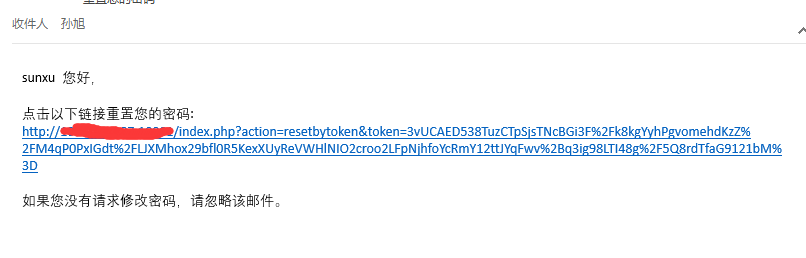 收件人 孙旭
sunxu 您好,
点击以下链接重置您的密码:
http:// /index.php?action=resetbytoken&token=3vUCAED538TuzCTpSjsTNcBGi3F%2Fk8kgYyhPgvomehdKzZ%
2FM4qP0PxIGdt%2FLJXMhox29bfl0R5KexXUyReVWHlNIO2croo2LFpNjhfoYcRmY12ttJYqFwv%2Bq3ig98LTI48g%2F5Q8rdTfaG9121bM%
3D
如果您没有请求修改密码，请忽略该邮件。